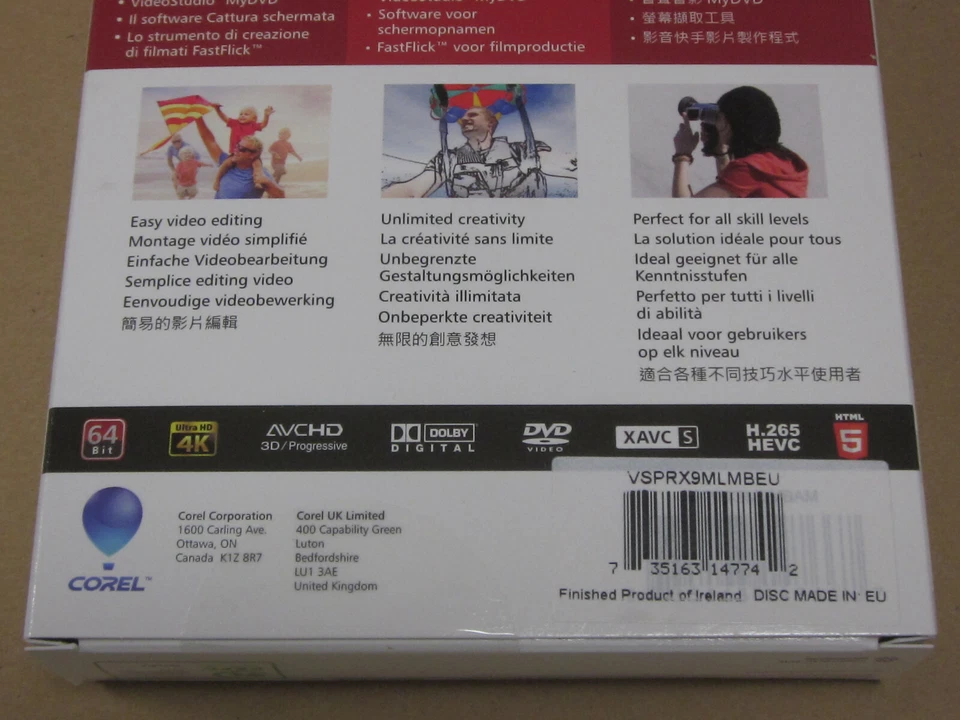 VideoStudio MyDVD
• Il software Cattura schermata
• Lo strumento di creazione
di filmati FastFlick™
VideoStudio MyDVD
• Software voor
schermopnamen
• FastFlick™ voor filmproductie
MyDVD
• 螢幕擷取工具
• 影音快手影片製作程式
Easy video editing
Montage vidéo simplifié
Einfache Videobearbeitung
Semplice editing video
Eenvoudige videobewerking
簡易的影片編輯
Unlimited creativity
La créativité sans limite
Unbegrenzte
Gestaltungsmöglichkeiten
Creatività illimitata
Onbeperkte creativiteit
無限的創意發想
Perfect for all skill levels
La solution idéale pour tous
Ideal geeignet für alle
Kenntnisstufen
Perfetto per tutti i livelli
di abilità
Ideaal voor gebruikers
op elk niveau
適合各種不同技巧水平使用者
64
Bit
Ultra HD
4K
AVCHD
3D/Progressive
DOLBY
DIGITAL
DVD
VIDEO
XAVC S
H.265
HEVC
HTML
5
COREL™
Corel Corporation
1600 Carling Ave.
Ottawa, ON
Canada K1Z 8R7
Corel UK Limited
400 Capability Green
Luton
Bedfordshire
LU1 3AE
United Kingdom
VSPRX9MLMBEU
7 35163 14774 2
Finished Product of Ireland DISC MADE IN: EU